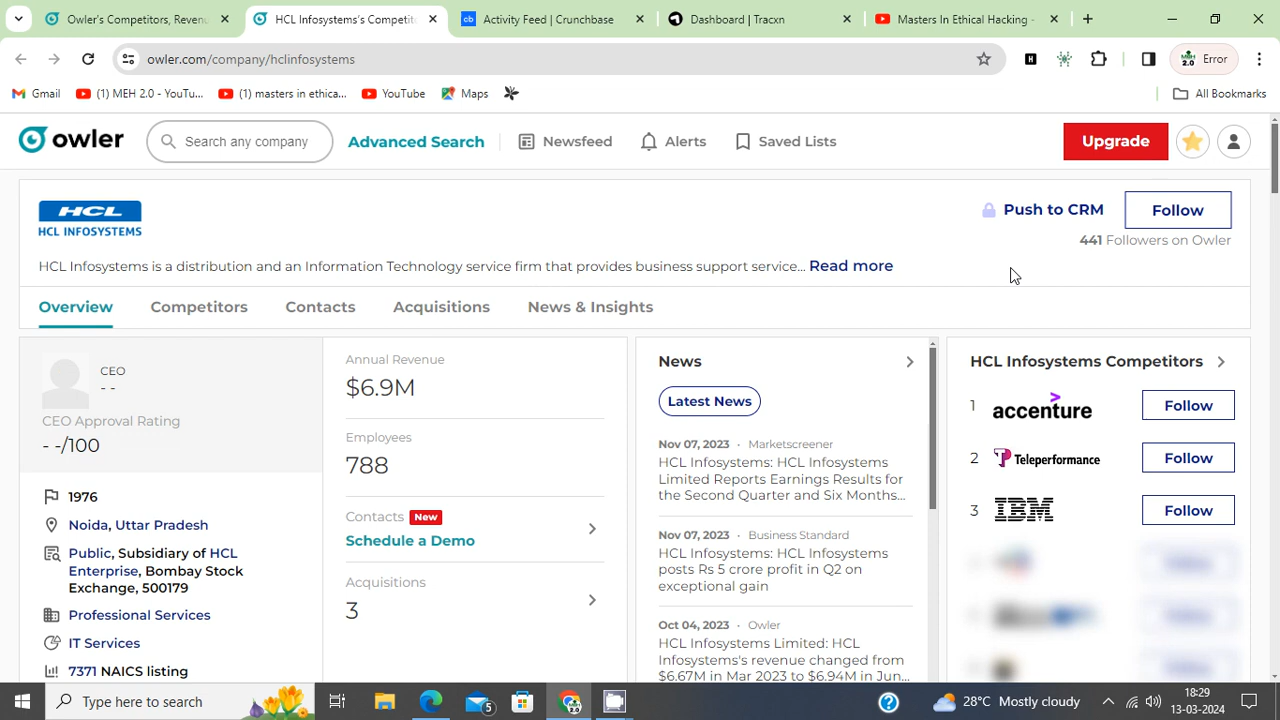 Owler's Competitors, Revenu
HCL Infosystems's Competit
Activity Feed | Crunchbase
Dashboard | Tracxn
Masters In Ethical Hacking -
owler.com/company/hclinfosystems
Error
Gmail
(1) MEH 2.0 - YouTu...
(1) masters in ethica...
YouTube
Maps
All Bookmarks
owler
Search any company
Advanced Search
Newsfeed
Alerts
Saved Lists
Upgrade
HCL
HCL INFOSYSTEMS
Push to CRM
Follow
441 Followers on Owler
HCL Infosystems is a distribution and an Information Technology service firm that provides business support service... Read more
Overview
Competitors
Contacts
Acquisitions
News & Insights
CEO
- -
CEO Approval Rating
- -/100
1976
Noida, Uttar Pradesh
Public, Subsidiary of HCL
Enterprise, Bombay Stock
Exchange, 500179
Professional Services
IT Services
7371 NAICS listing
Annual Revenue
$6.9M
Employees
788
Contacts New
Schedule a Demo
Acquisitions
3
News
Latest News
Nov 07, 2023 · Marketscreener
HCL Infosystems: HCL Infosystems
Limited Reports Earnings Results for
the Second Quarter and Six Months...
Nov 07, 2023 · Business Standard
HCL Infosystems: HCL Infosystems
posts Rs 5 crore profit in Q2 on
exceptional gain
Oct 04, 2023 · Owler
HCL Infosystems Limited: HCL
Infosystems's revenue changed from
$6.67M in Mar 2023 to $6.94M in Jun...
HCL Infosystems Competitors
1 accenture Follow
2 Teleperformance Follow
3 IBM Follow
Type here to search
5
28°C Mostly cloudy
18:29
13-03-2024